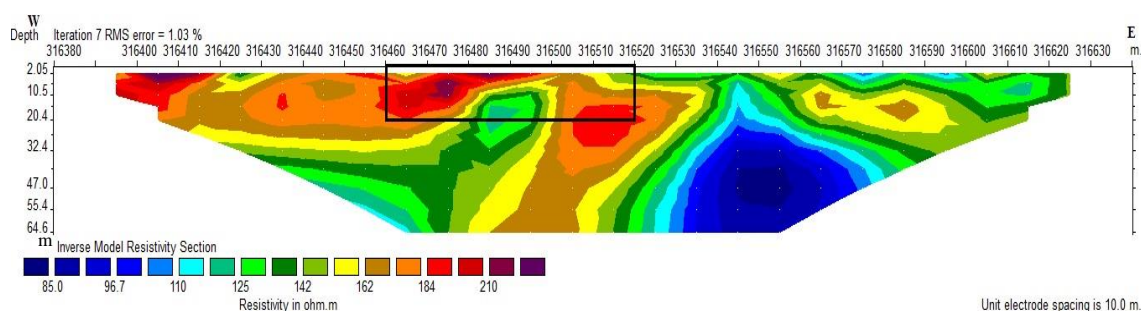 W
E
Depth Iteration 7 RMS error = 1.03 %
316380 316400 316410 316420 316430 316440 316450 316460 316470 316480 316490 316500 316510 316520 316530 316540 316550 316560 316570 316580 316590 316600 316610 316620 316630 m.
2.05
10.5
20.4
32.4
47.0
55.4
64.6
m
Inverse Model Resistivity Section
85.0 96.7 110 125 142 162 184 210
Resistivity in ohm.m
Unit electrode spacing is 10.0 m.